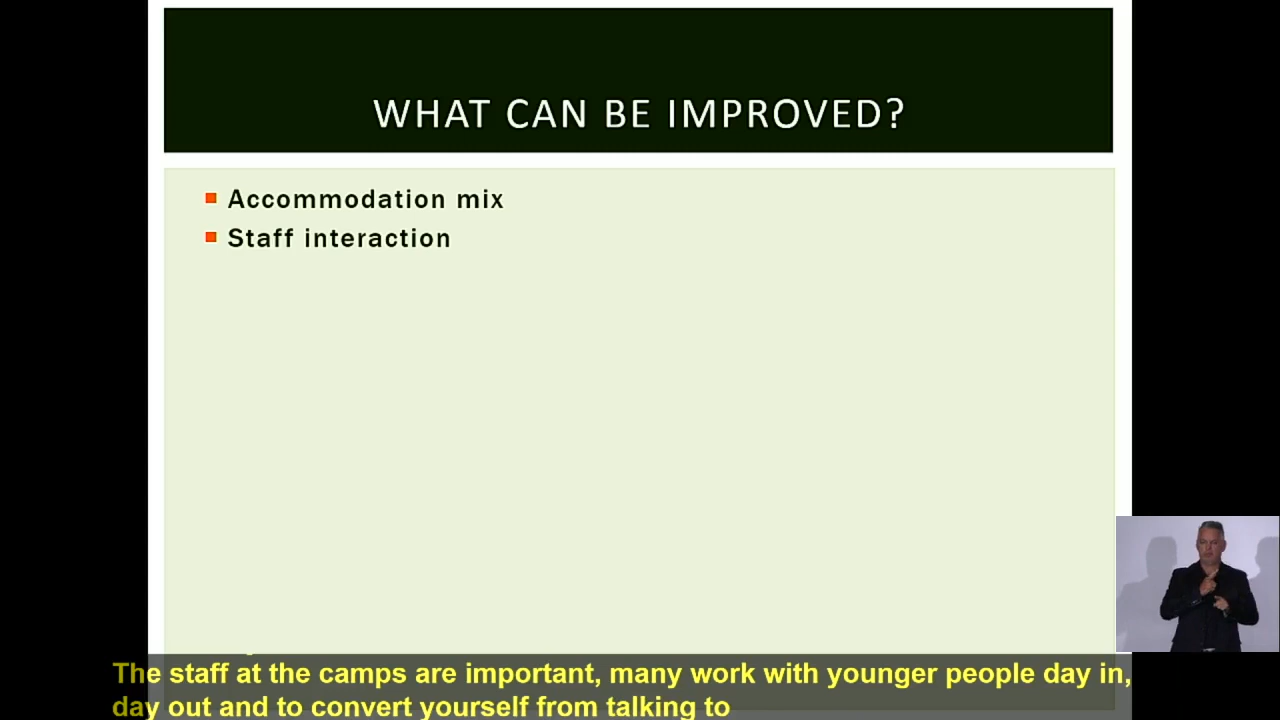 WHAT CAN BE IMPROVED?
Accommodation mix
Staff interaction
The staff at the camps are important, many work with younger people day in,
day out and to convert yourself from talking to